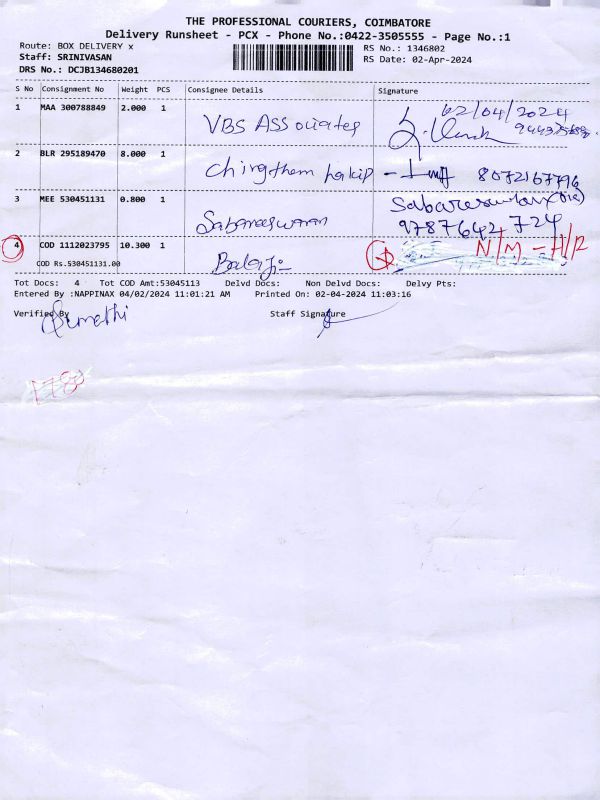 THE PROFESSIONAL COURIERS, COIMBATORE
Delivery Runsheet - PCX - Phone No.:0422-3505555 - Page No.:1
Route: BOX DELIVERY x
RS No.: 1346802
Staff: SRINIVASAN
RS Date: 02-Apr-2024
DRS No.: DCJB134680201
S No Consignment No Weight PCS Consignee Details Signature
1 MAA 300788849 2.000 1 VBS Associates 02/04/2024
2 BLR 295189470 8.000 1 8072167796
3 MEE 530451131 0.800 1 Sabareeswaran 9787642724
4 COD 1112023795 10.300 1 Balaji N/M - A/R
COD Rs.530451131.00
Tot Docs: 4 Tot COD Amt:53045113 Delvd Docs: Non Delvd Docs: Delvy Pts:
Entered By :NAPPINAX 04/02/2024 11:01:21 AM Printed On: 02-04-2024 11:03:16
Verified By Staff Signature
1780